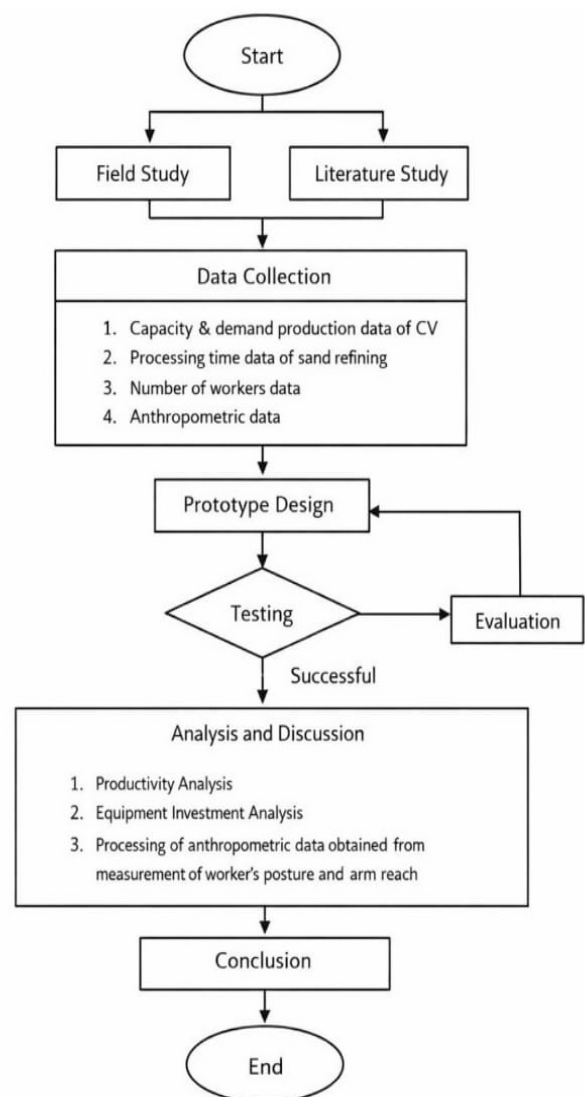 Start
Field Study
Literature Study
Data Collection
1. Capacity & demand production data of CV
2. Processing time data of sand refining
3. Number of workers data
4. Anthropometric data
Prototype Design
Testing
Evaluation
Successful
Analysis and Discussion
1. Productivity Analysis
2. Equipment Investment Analysis
3. Processing of anthropometric data obtained from
measurement of worker's posture and arm reach
Conclusion
End